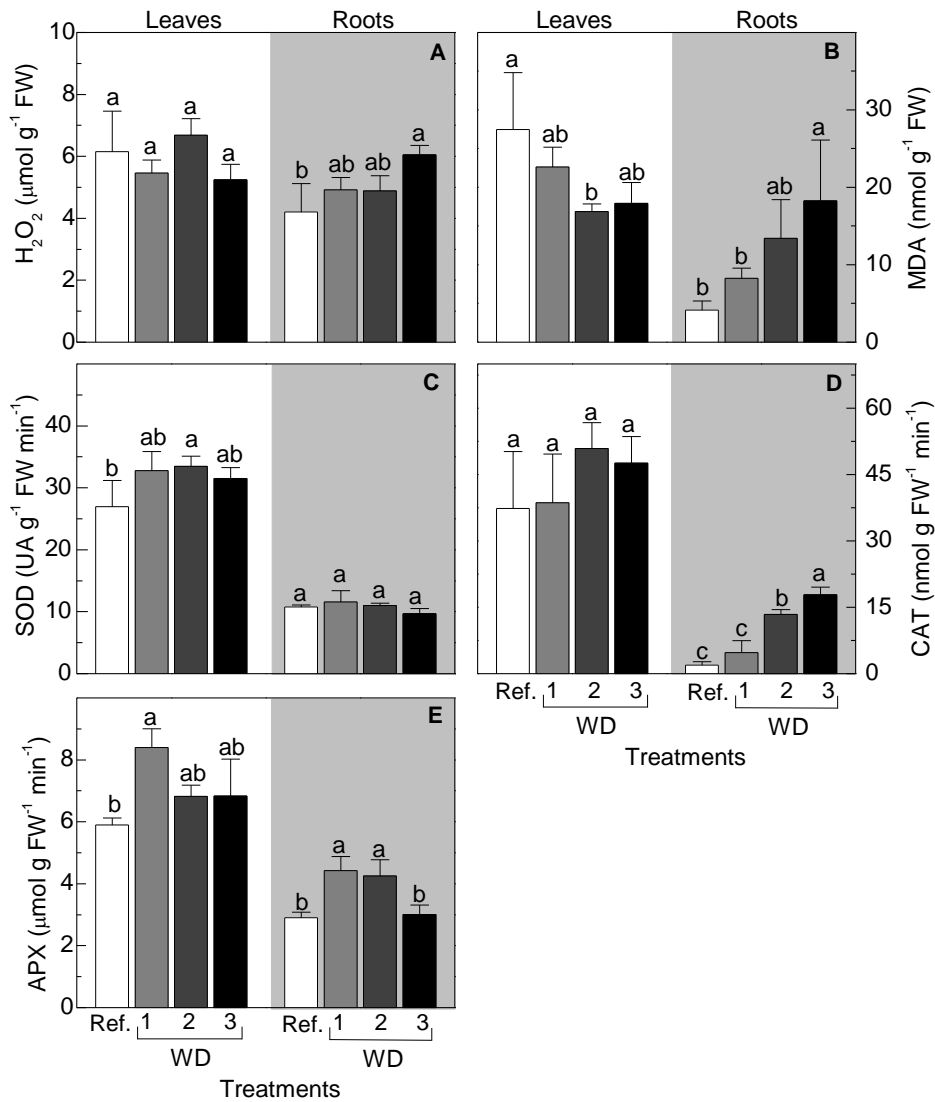 Leaves Roots Leaves Roots
A
H₂O₂ (μmol g⁻¹ FW)
10
8
6
4
2
0
a a a a b ab ab a
B
MDA (nmol g⁻¹ FW)
30
20
10
0
a ab b ab b b ab a
C
SOD (UA g⁻¹ FW min⁻¹)
40
30
20
10
0
b ab a ab a a a a
D
CAT (nmol g FW⁻¹ min⁻¹)
60
45
30
15
0
a a a a c c b a
Ref. 1 2 3 Ref. 1 2 3
WD WD
Treatments
E
APX (μmol g FW⁻¹ min⁻¹)
8
6
4
2
0
b a ab ab b a a b
Ref. 1 2 3 Ref. 1 2 3
WD WD
Treatments